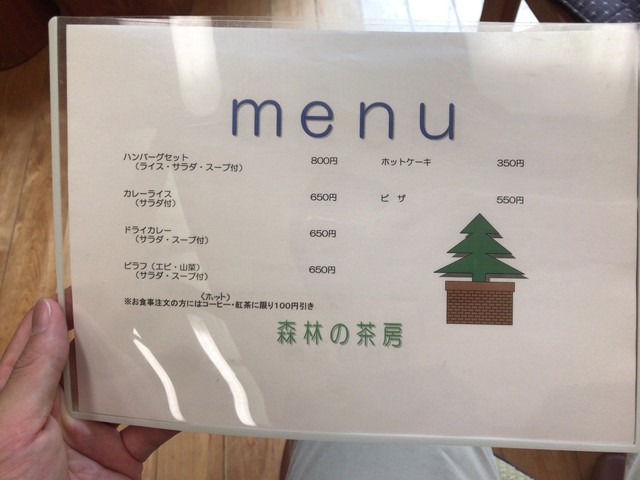 menu
ハンバーグセット 800円
（ライス・サラダ・スープ付）
カレーライス 650円
（サラダ付）
ドライカレー 650円
（サラダ・スープ付）
ピラフ（エビ・山菜） 650円
（サラダ・スープ付）
ホットケーキ 350円
ピ ザ 550円
（ホット）
※お食事注文の方にはコーヒー・紅茶に限り100円引き
森林の茶房